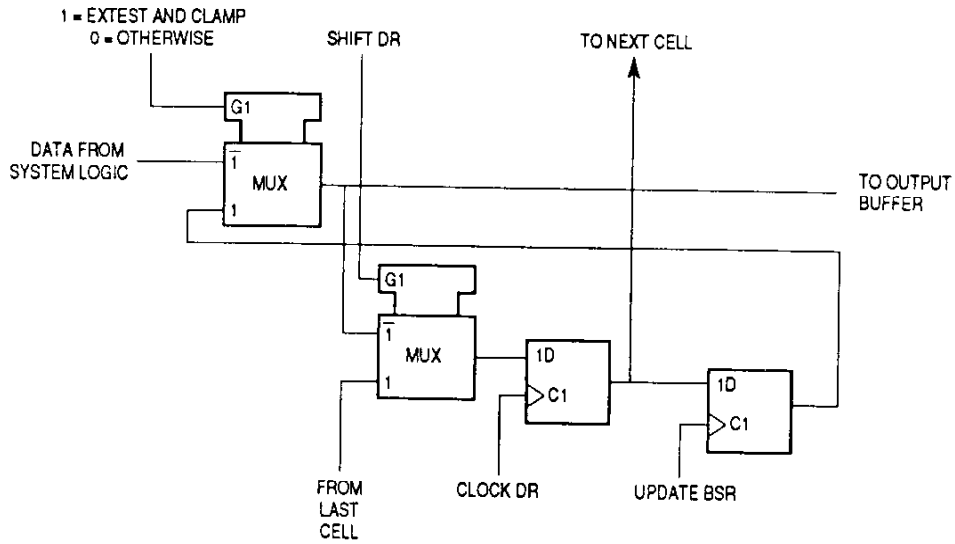 1 = EXTEST AND CLAMP
0 = OTHERWISE
SHIFT DR
TO NEXT CELL
G1
DATA FROM
SYSTEM LOGIC
1
MUX
1
TO OUTPUT
BUFFER
G1
1
MUX
1
1D
C1
1D
C1
FROM
LAST
CELL
CLOCK DR
UPDATE BSR